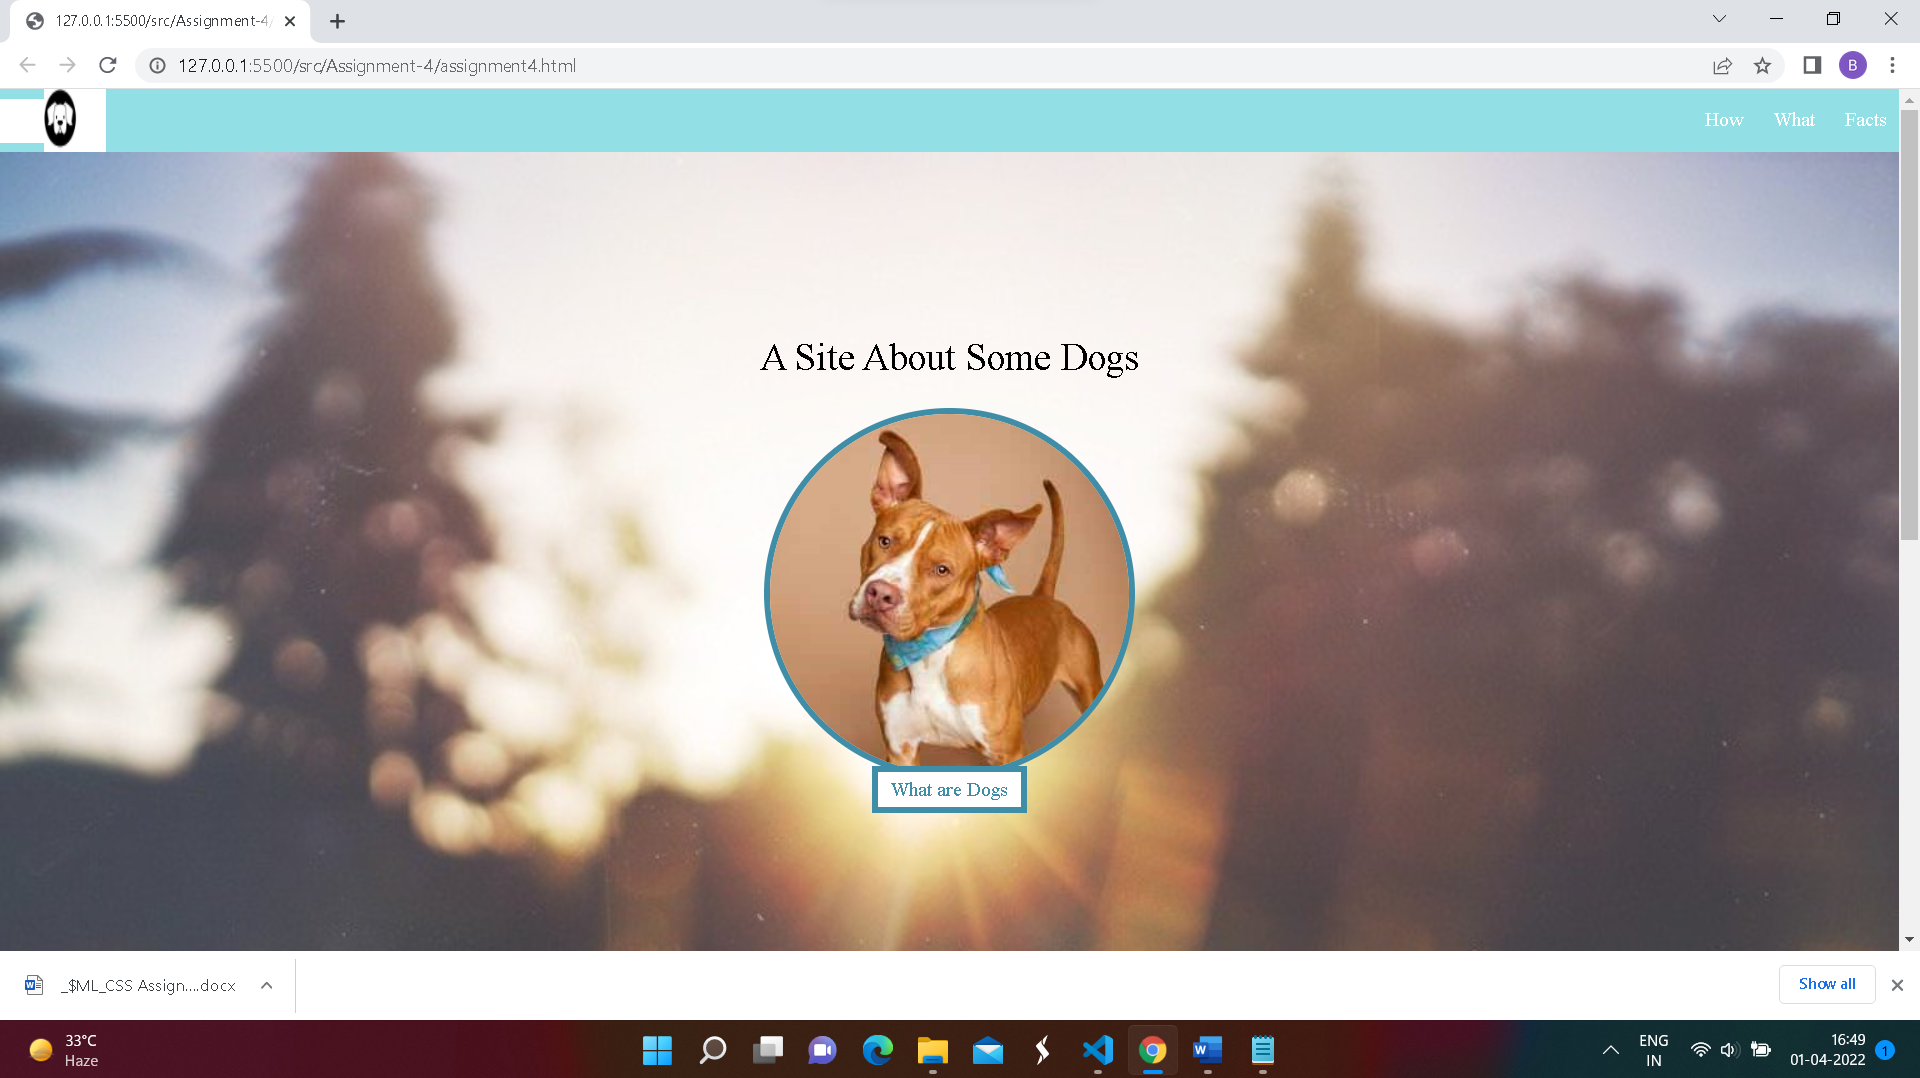 127.0.0.1:5500/src/Assignment-4/
127.0.0.1:5500/src/Assignment-4/assignment4.html
B
How What Facts
A Site About Some Dogs
What are Dogs
_$ML_CSS Assign....docx
Show all
33°C
Haze
ENG
IN
16:49
01-04-2022
1